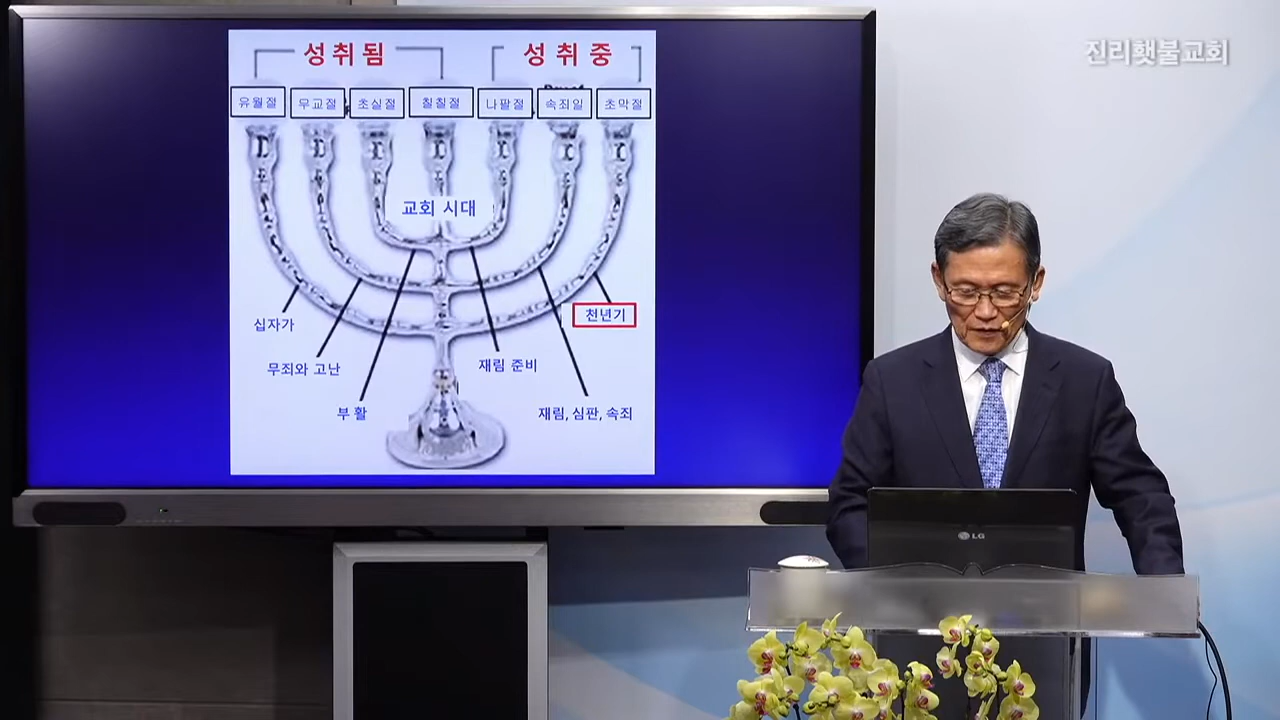 진리횃불교회
성취됨 성취 중
유월절 무교절 초실절 칠칠절 나팔절 속죄일 초막절
교회 시대
십자가 천년기
무죄와 고난 재림 준비
부 활 재림, 심판, 속죄
LG